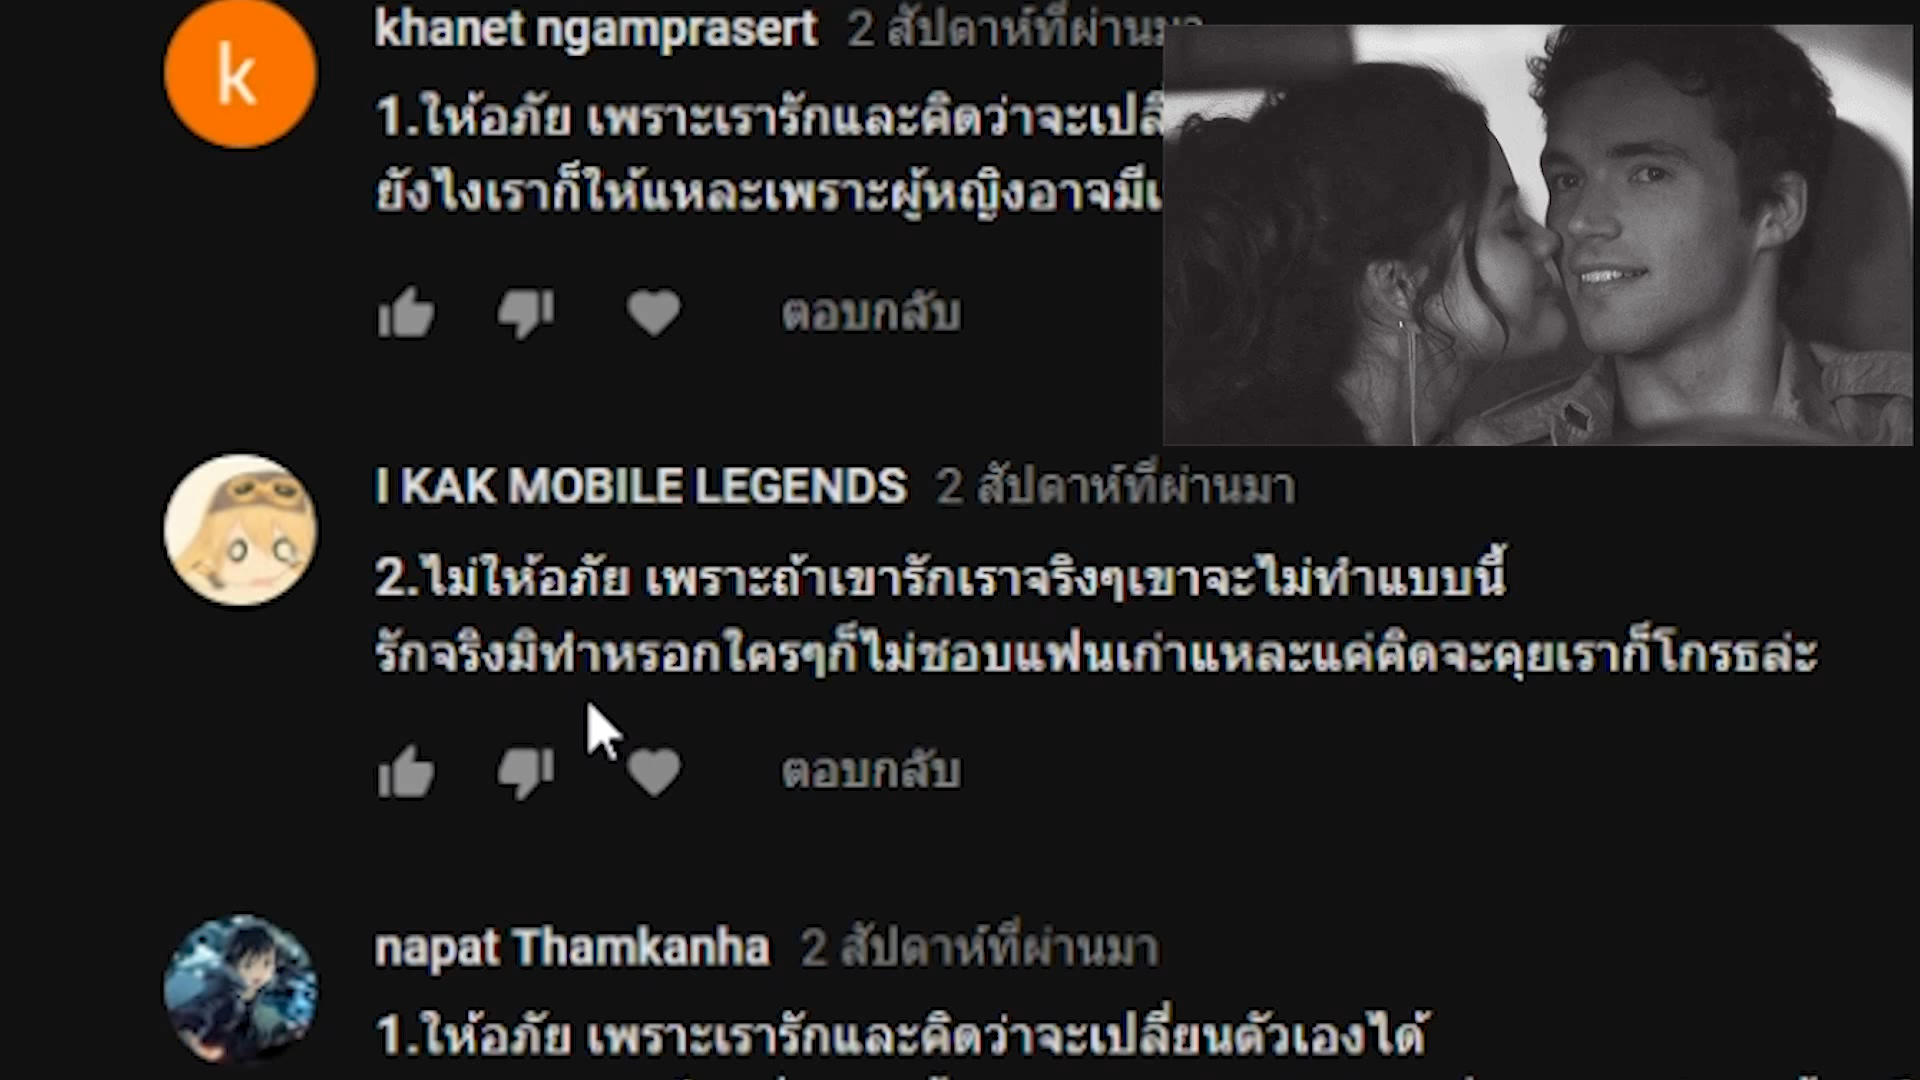 k
khanet ngamprasert 2 สัปดาห์ที่ผ่านมา
1.ให้อภัย เพราะเรารักและคิดว่าจะเปลี่
ยังไงเราก็ให้แหละเพราะผู้หญิงอาจมี
ตอบกลับ
I KAK MOBILE LEGENDS 2 สัปดาห์ที่ผ่านมา
2.ไม่ให้อภัย เพราะถ้าเขารักเราจริงๆเขาจะไม่ทำแบบนี้
รักจริงมิทำหรอกใครๆก็ไม่ชอบแฟนเก่าแหละแค่คิดจะคุยเราก็โกรธล่ะ
ตอบกลับ
napat Thamkanha 2 สัปดาห์ที่ผ่านมา
1.ให้อภัย เพราะเรารักและคิดว่าจะเปลี่ยนตัวเองได้